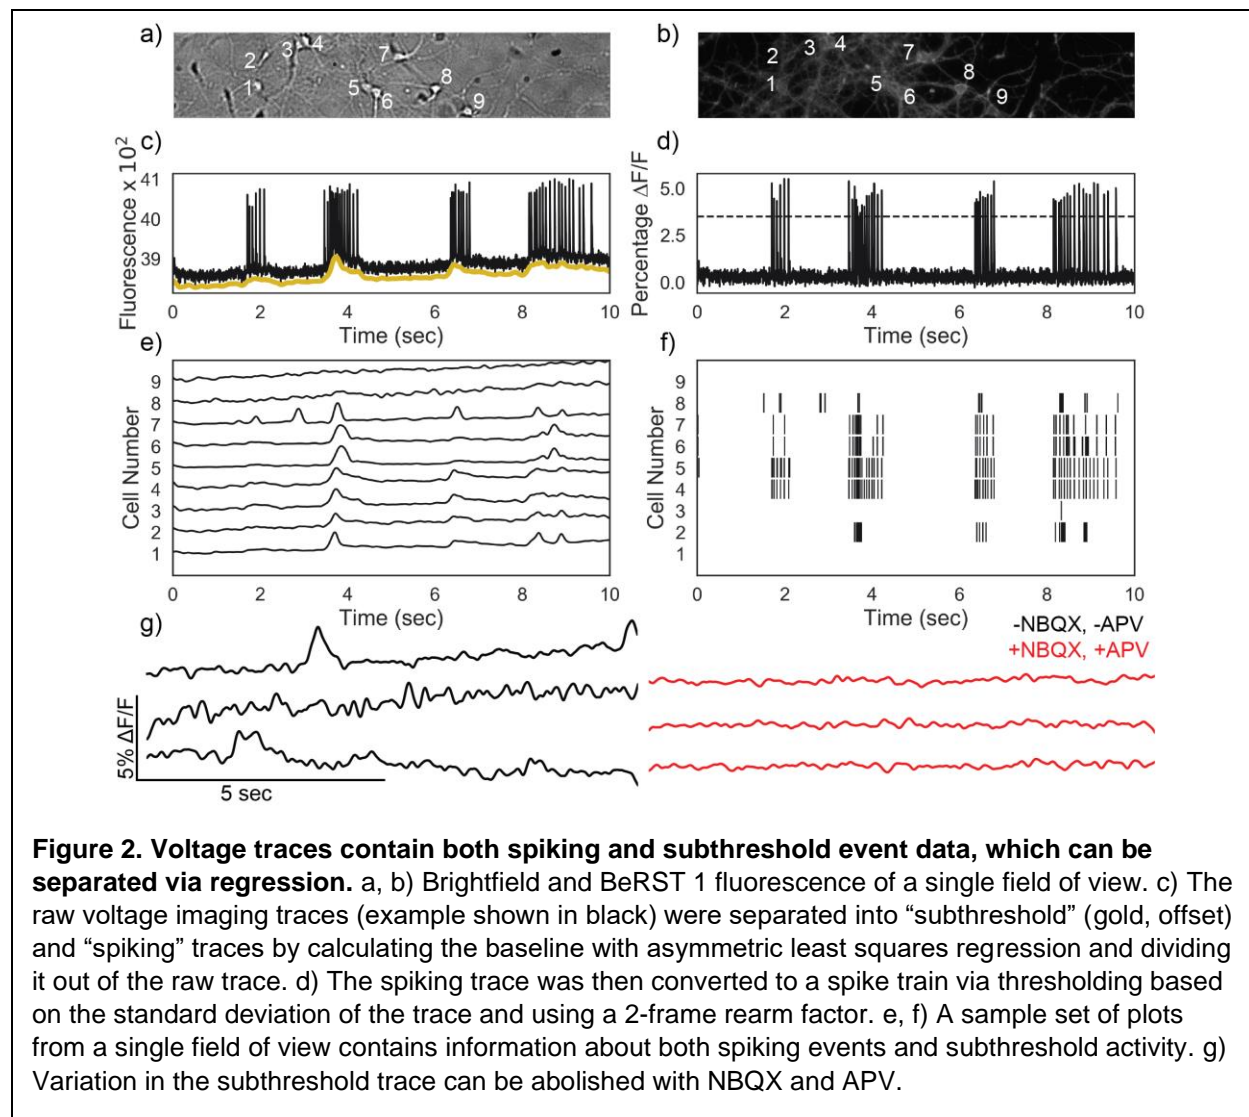 a)
1
2
3
4
5
6
7
8
9
b)
1
2
3
4
5
6
7
8
9
c)
Fluorescence x 10²
41
40
39
0 2 4 6 8 10
Time (sec)
d)
Percentage ΔF/F
5.0
2.5
0.0
0 2 4 6 8 10
Time (sec)
e)
Cell Number
9
8
7
6
5
4
3
2
1
0 2 4 6 8 10
Time (sec)
f)
Cell Number
9
8
7
6
5
4
3
2
1
0 2 4 6 8 10
Time (sec)
g)
5% ΔF/F
5 sec
-NBQX, -APV
+NBQX, +APV
Figure 2. Voltage traces contain both spiking and subthreshold event data, which can be
separated via regression. a, b) Brightfield and BeRST 1 fluorescence of a single field of view. c) The
raw voltage imaging traces (example shown in black) were separated into “subthreshold” (gold, offset)
and “spiking” traces by calculating the baseline with asymmetric least squares regression and dividing
it out of the raw trace. d) The spiking trace was then converted to a spike train via thresholding based
on the standard deviation of the trace and using a 2-frame rearm factor. e, f) A sample set of plots
from a single field of view contains information about both spiking events and subthreshold activity. g)
Variation in the subthreshold trace can be abolished with NBQX and APV.